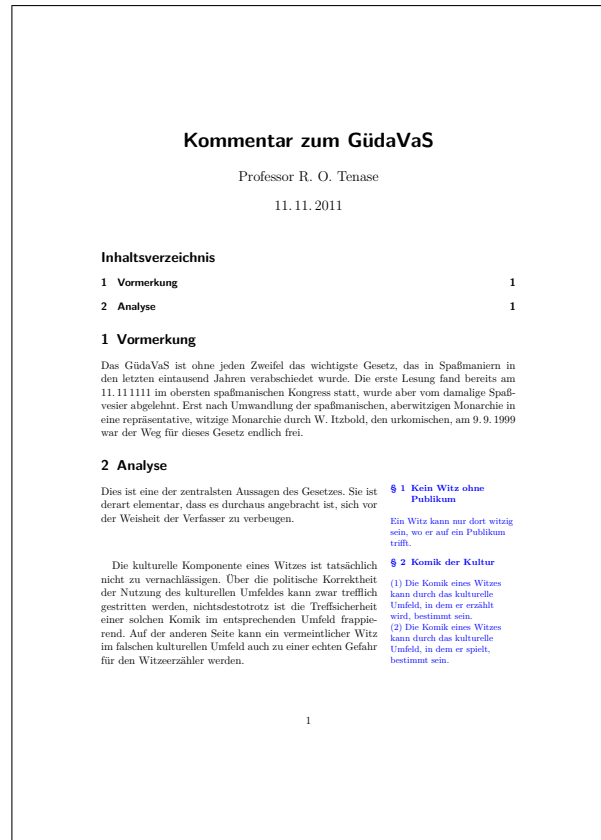 Kommentar zum GüdaVaS
Professor R. O. Tenase
11. 11. 2011
Inhaltsverzeichnis
1 Vormerkung 1
2 Analyse 1
1 Vormerkung
Das GüdaVaS ist ohne jeden Zweifel das wichtigste Gesetz, das in Spaßmaniern in
den letzten eintausend Jahren verabschiedet wurde. Die erste Lesung fand bereits am
11. 11 1111 im obersten spaßmanischen Kongress statt, wurde aber vom damalige Spaß-
vesier abgelehnt. Erst nach Umwandlung der spaßmanischen, aberwitzigen Monarchie in
eine repräsentative, witzige Monarchie durch W. Itzbold, den urkomischen, am 9. 9. 1999
war der Weg für dieses Gesetz endlich frei.
2 Analyse
Dies ist eine der zentralsten Aussagen des Gesetzes. Sie ist
derart elementar, dass es durchaus angebracht ist, sich vor
der Weisheit der Verfasser zu verbeugen.
§ 1 Kein Witz ohne
Publikum
Ein Witz kann nur dort witzig
sein, wo er auf ein Publikum
trifft.
Die kulturelle Komponente eines Witzes ist tatsächlich
nicht zu vernachlässigen. Über die politische Korrektheit
der Nutzung des kulturellen Umfeldes kann zwar trefflich
gestritten werden, nichtsdestotrotz ist die Treffsicherheit
einer solchen Komik im entsprechenden Umfeld frappie-
rend. Auf der anderen Seite kann ein vermeintlicher Witz
im falschen kulturellen Umfeld auch zu einer echten Gefahr
für den Witzeerzähler werden.
§ 2 Komik der Kultur
(1) Die Komik eines Witzes
kann durch das kulturelle
Umfeld, in dem er erzählt
wird, bestimmt sein.
(2) Die Komik eines Witzes
kann durch das kulturelle
Umfeld, in dem er spielt,
bestimmt sein.
1